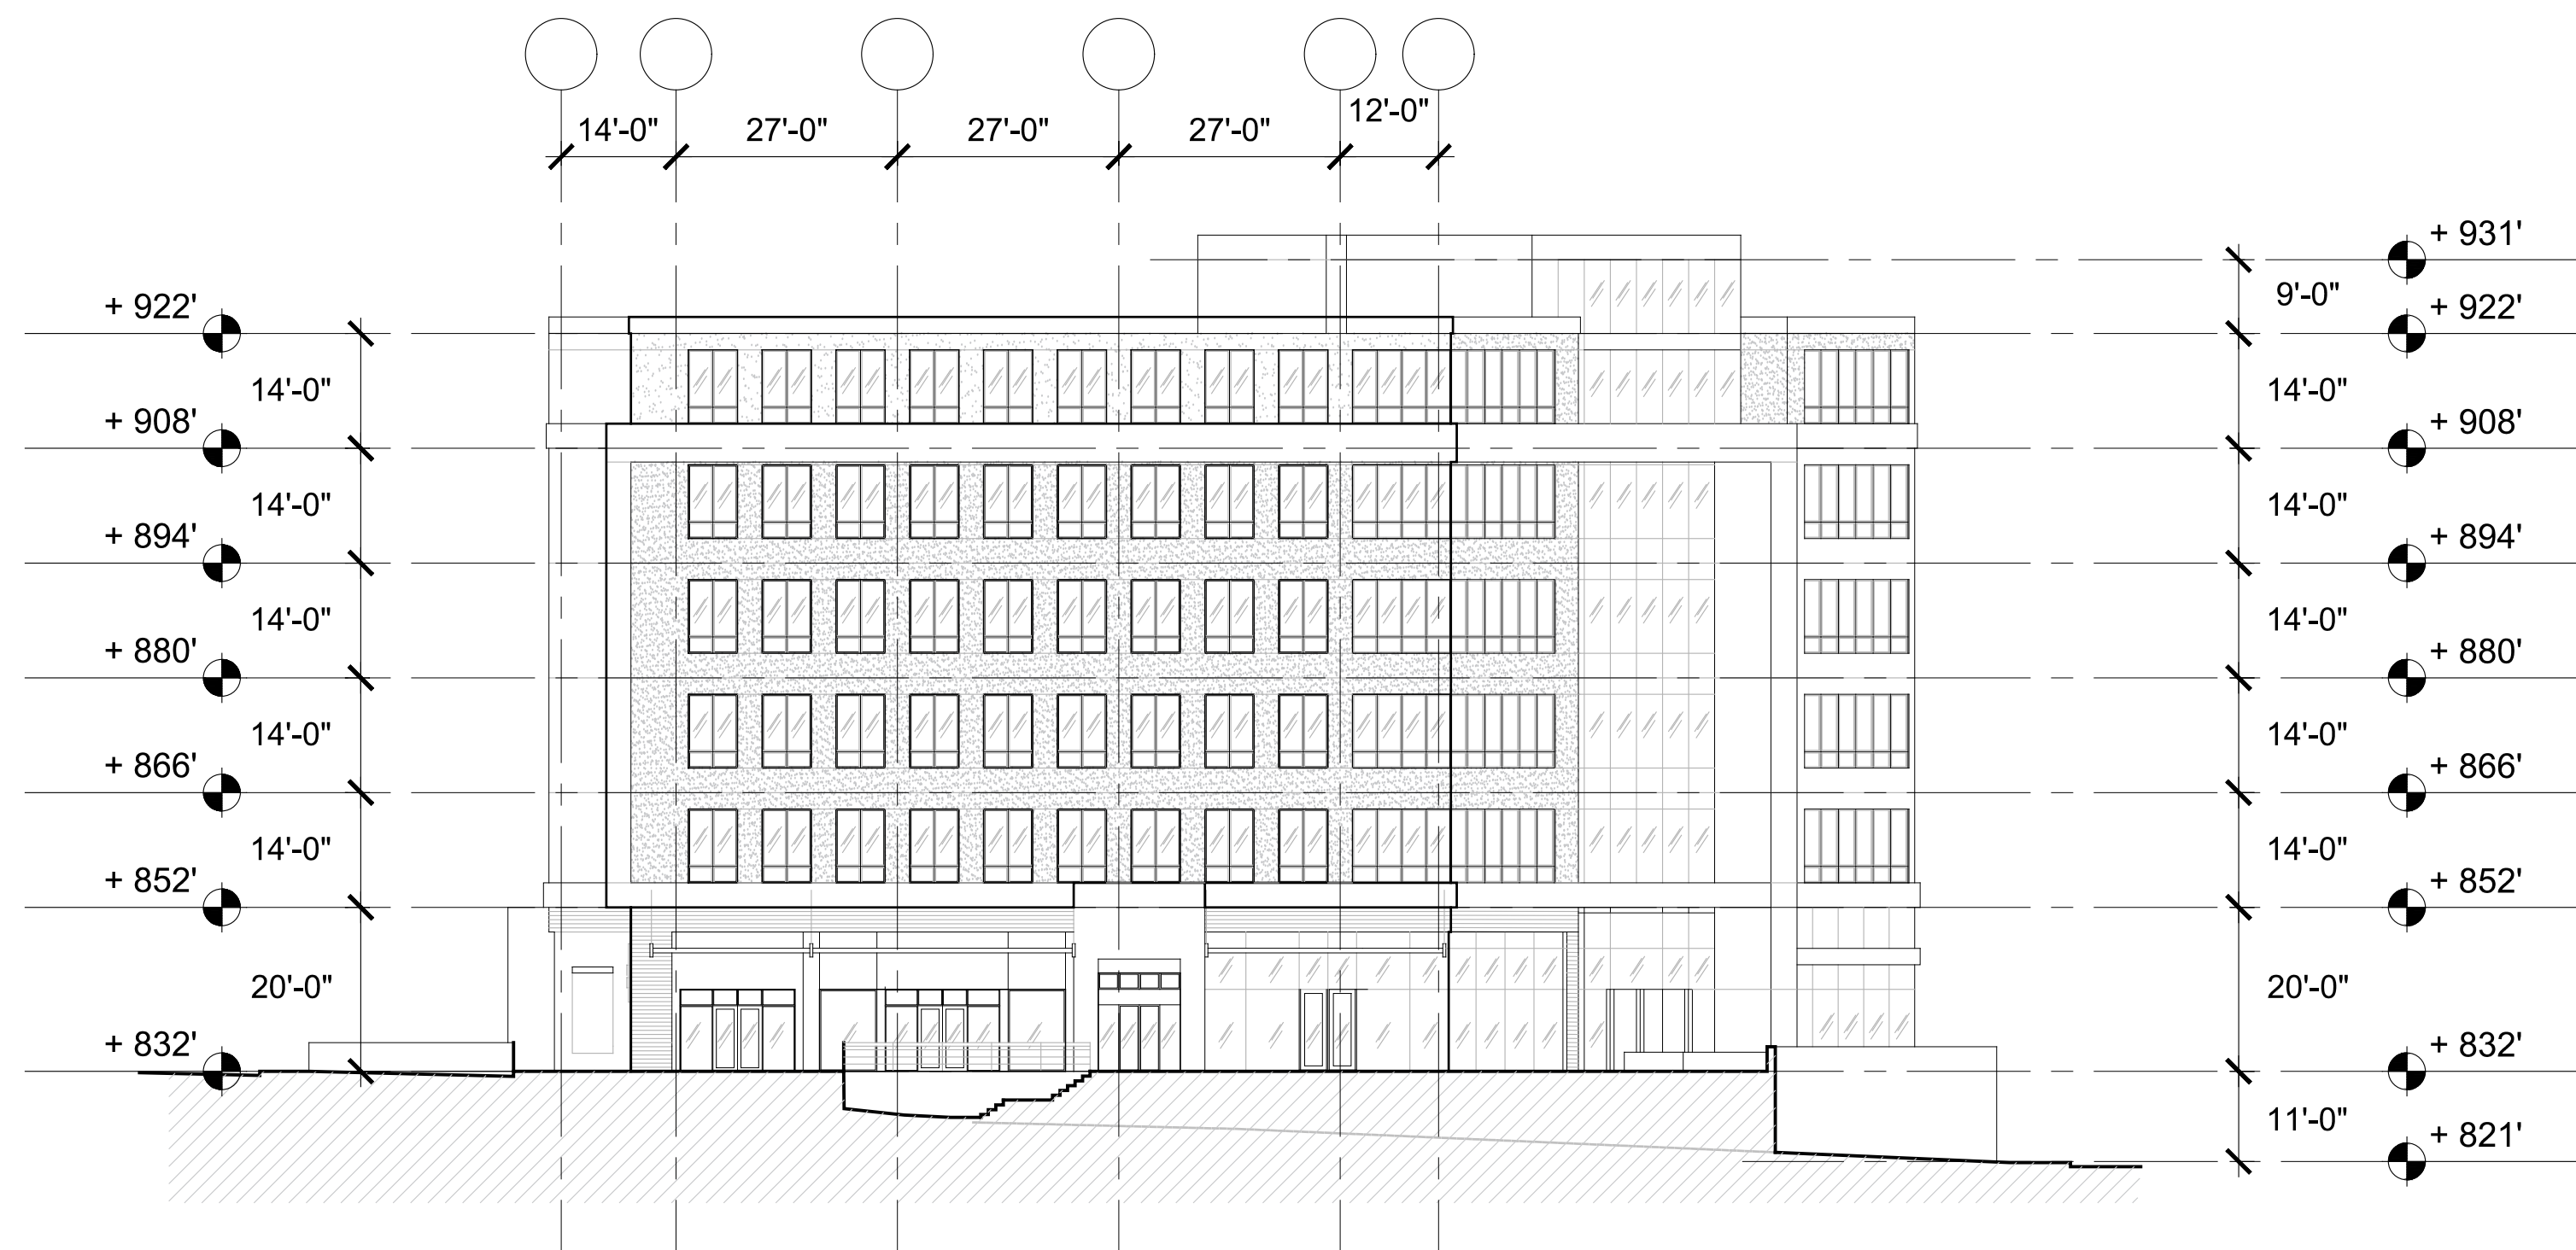 12'-0"
14'-0" 27'-0" 27'-0" 27'-0"
+ 931'
9'-0"
+ 922' + 922'
14'-0" 14'-0"
+ 908' + 908'
14'-0" 14'-0"
+ 894' + 894'
14'-0" 14'-0"
+ 880' + 880'
14'-0" 14'-0"
+ 866' + 866'
14'-0" 14'-0"
+ 852' + 852'
20'-0" 20'-0"
+ 832' + 832'
11'-0"
+ 821'